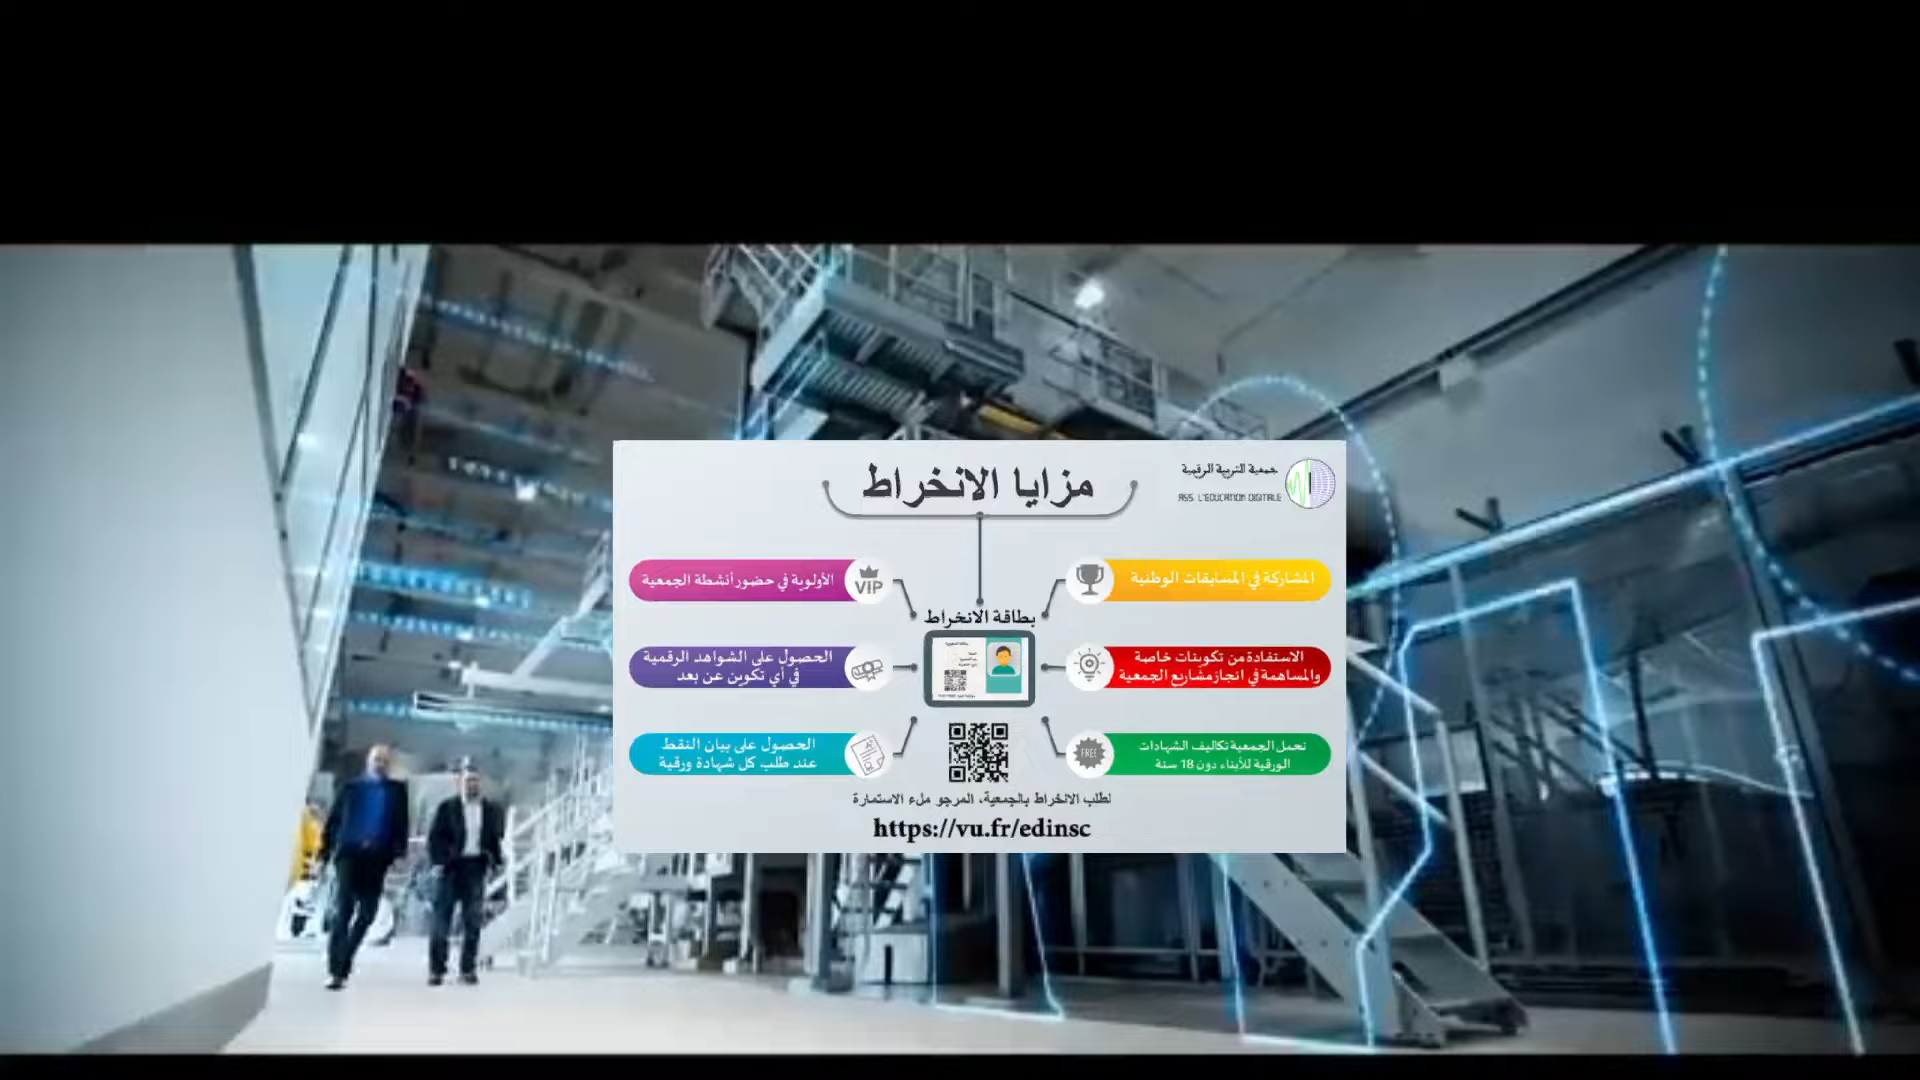 جمعية التربية الرقمية
ASS. L'EDUCATION DIGITALE
مزايا الانخراط
المشاركة في المسابقات الوطنية
الأولوية في حضور أنشطة الجمعية
VIP
بطاقة الانخراط
الاستفادة من تكوينات خاصة
والمساهمة في انجاز مشاريع الجمعية
الحصول على الشواهد الرقمية
في أي تكوين عن بعد
تحمل الجمعية تكاليف الشهادات
الورقية للأبناء دون 18 سنة
FREE
الحصول على بيان النقط
عند طلب كل شهادة ورقية
لطلب الانخراط بالجمعية، المرجو ملء الاستمارة
https://vu.fr/edinsc